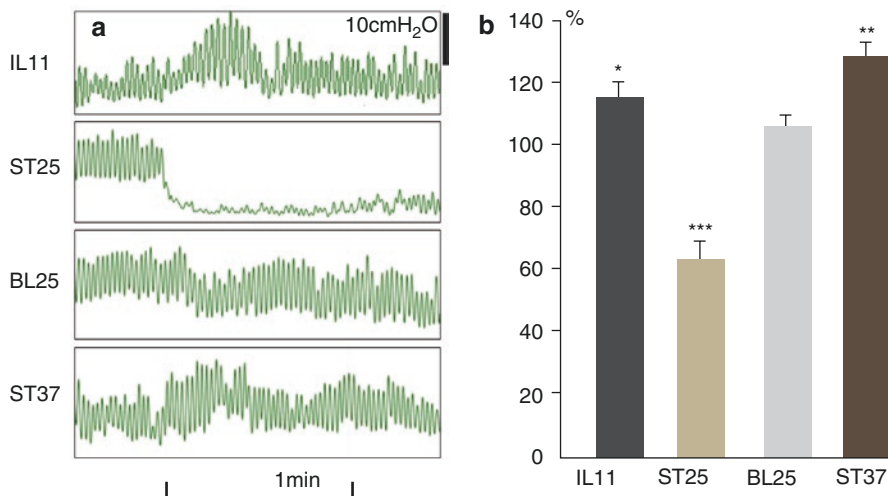 a
10cmH2O
IL11
ST25
BL25
ST37
1min
b
%
140
120
100
80
60
40
20
0
*
***
**
IL11
ST25
BL25
ST37